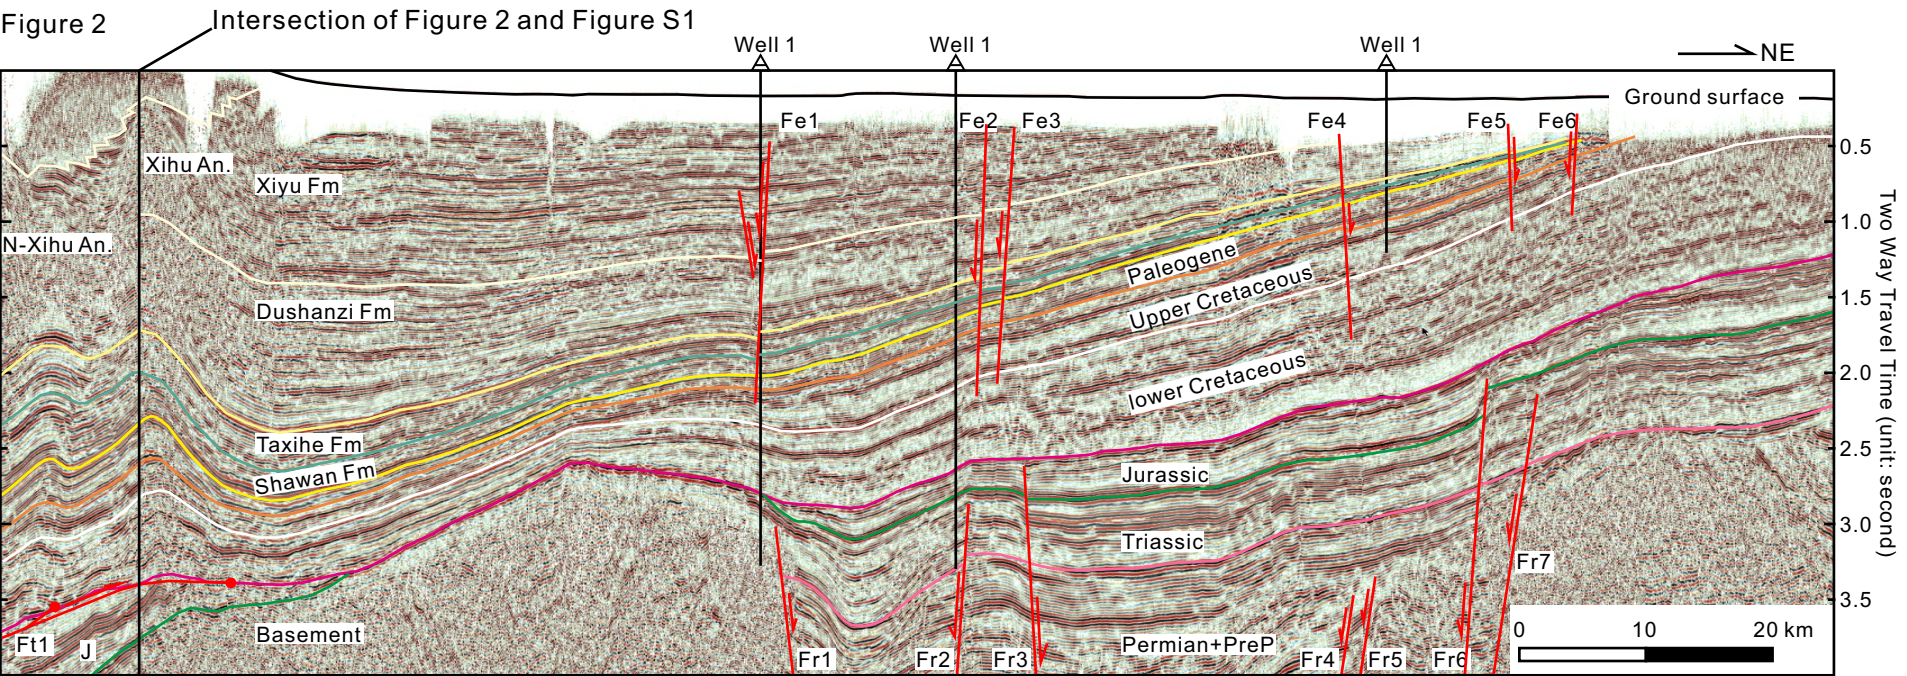 Figure 2
Intersection of Figure 2 and Figure S1
Well 1
Well 1
Well 1
NE
Ground surface
Fe1
Fe2
Fe3
Fe4
Fe5
Fe6
Xihu An.
Xiyu Fm
N-Xihu An.
Dushanzi Fm
Paleogene
Upper Cretaceous
lower Cretaceous
Taxihe Fm
Shawan Fm
Jurassic
Triassic
Permian+PreP
Basement
Ft1
J
Fr1
Fr2
Fr3
Fr4
Fr5
Fr6
Fr7
0.5
1.0
1.5
2.0
2.5
3.0
3.5
Two Way Travel Time (unit: second)
0 10 20 km